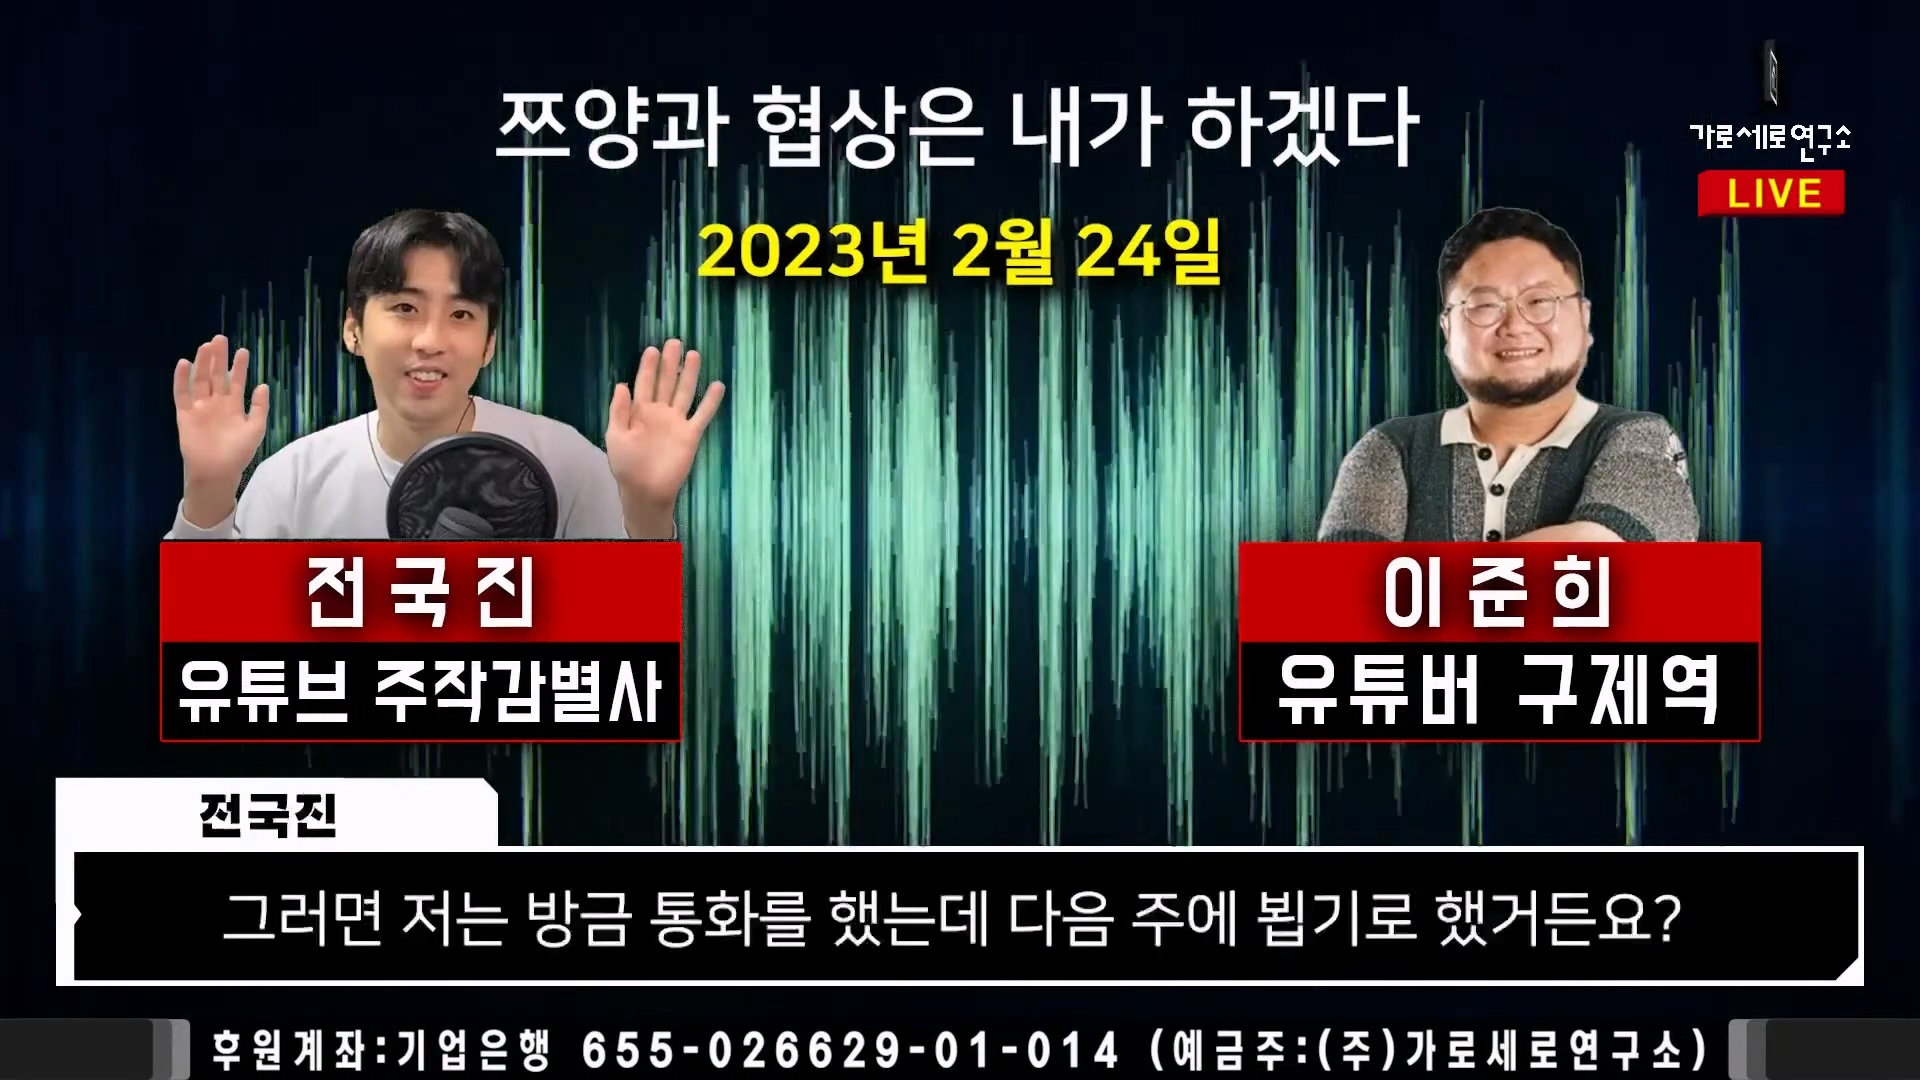 쯔양과 협상은 내가 하겠다
가로세로연구소
LIVE
2023년 2월 24일
전국진
유튜브 주작감별사
이준희
유튜버 구제역
전국진
그러면 저는 방금 통화를 했는데 다음 주에 뵙기로 했거든요?
후원계좌:기업은행 655-026629-01-014 (예금주:(주)가로세로연구소)